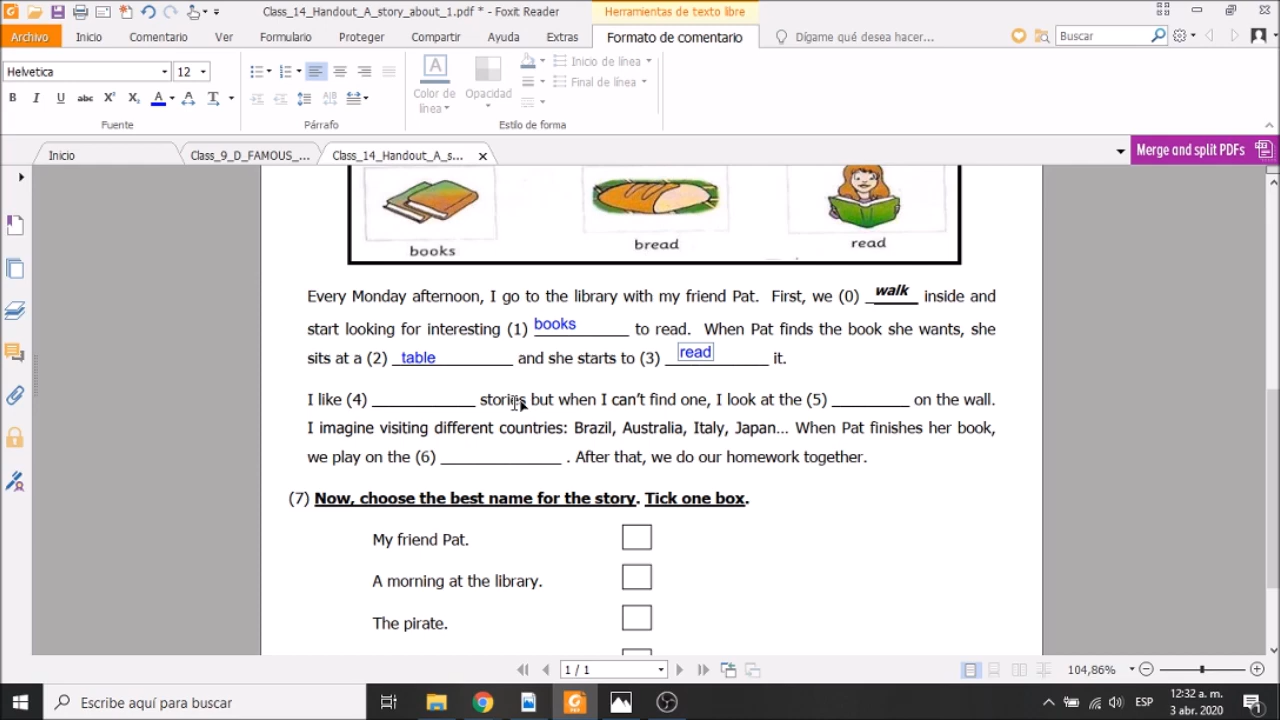 Class_14_Handout_A_story_about_1.pdf * - Foxit Reader
Herramientas de texto libre
Archivo Inicio Comentario Ver Formulario Proteger Compartir Ayuda Extras Formato de comentario Dígame qué desea hacer... Buscar
Helvetica 12
Color de línea Opacidad Inicio de línea
Final de línea
Fuente Párrafo Estilo de forma
Inicio Class_9_D_FAMOUS_... Class_14_Handout_A_s... Merge and split PDFs
books bread read
Every Monday afternoon, I go to the library with my friend Pat. First, we (0) walk inside and
start looking for interesting (1) books to read. When Pat finds the book she wants, she
sits at a (2) table and she starts to (3) read it.
I like (4) ____________ stories but when I can't find one, I look at the (5) _________ on the wall.
I imagine visiting different countries: Brazil, Australia, Italy, Japan... When Pat finishes her book,
we play on the (6) ______________ . After that, we do our homework together.
(7) Now, choose the best name for the story. Tick one box.
My friend Pat.
A morning at the library.
The pirate.
1 / 1 104,86%
Escribe aquí para buscar
ESP 12:32 a. m.
3 abr. 2020